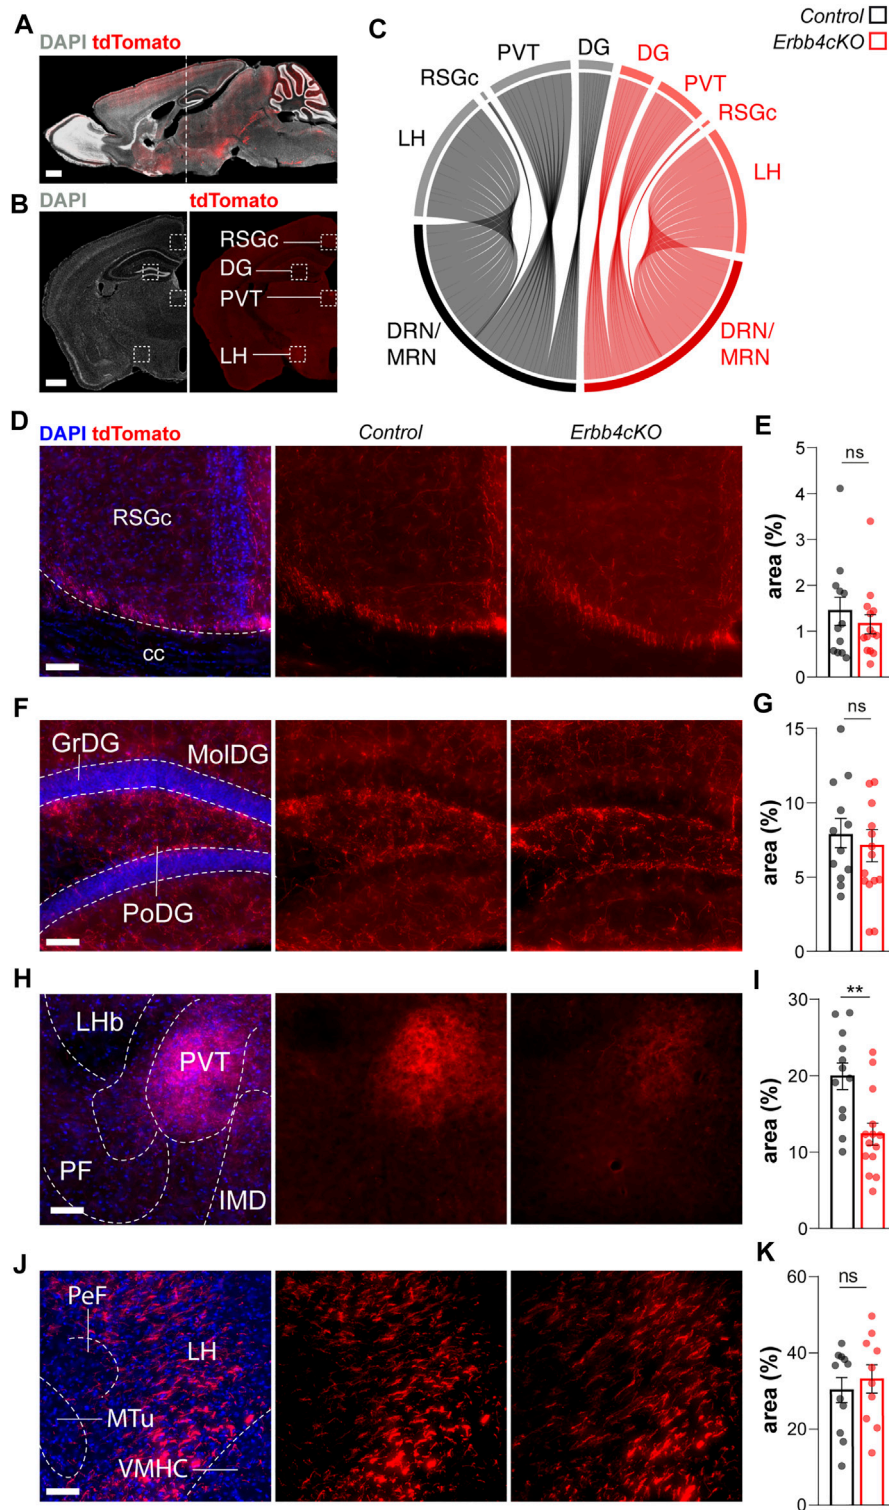 Control
Erbb4cKO
A
DAPI tdTomato
B
DAPI
tdTomato
RSGc
DG
PVT
LH
C
LH
RSGc
PVT
DG
DG
PVT
RSGc
LH
DRN/
MRN
DRN/
MRN
D
DAPI tdTomato
Control
Erbb4cKO
RSGc
cc
E
ns
area (%)
5
4
3
2
1
0
F
GrDG
MolDG
PoDG
G
ns
area (%)
15
10
5
0
H
LHb
PVT
PF
IMD
I
**
area (%)
30
20
10
0
J
PeF
LH
MTu
VMHC
K
ns
area (%)
60
40
20
0